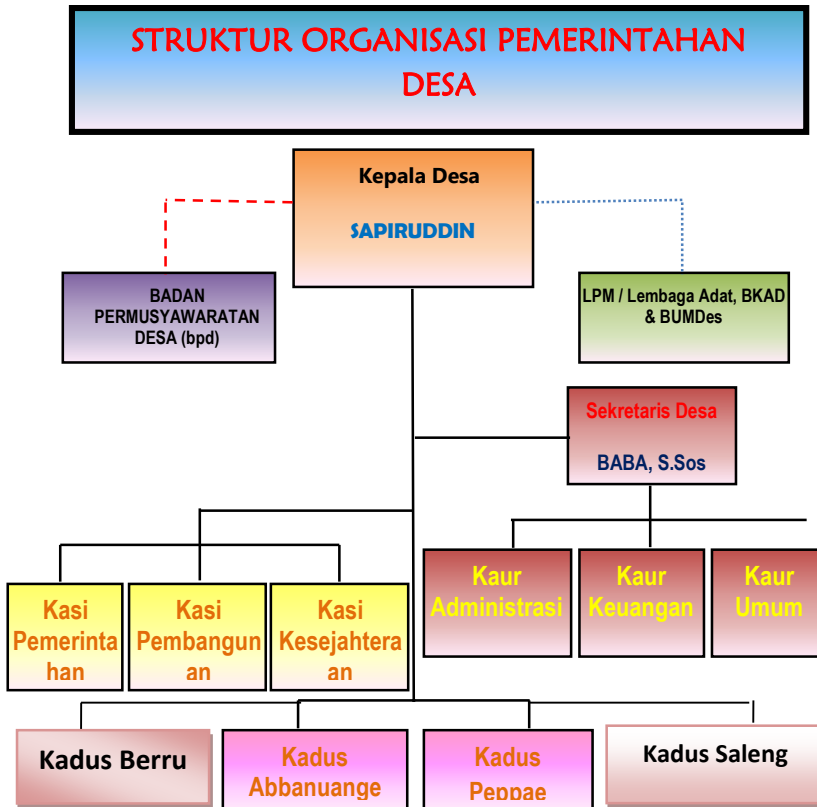 STRUKTUR ORGANISASI PEMERINTAHAN
DESA
Kepala Desa
SAPIRUDDIN
BADAN
PERMUSYAWARATAN
DESA (bpd)
LPM / Lembaga Adat, BKAD
& BUMDes
Sekretaris Desa
BABA, S.Sos
Kasi
Pemerinta
han
Kasi
Pembangun
an
Kasi
Kesejahtera
an
Kaur
Administrasi
Kaur
Keuangan
Kaur
Umum
Kadus Berru
Kadus
Abbanuange
Kadus
Peppae
Kadus Saleng